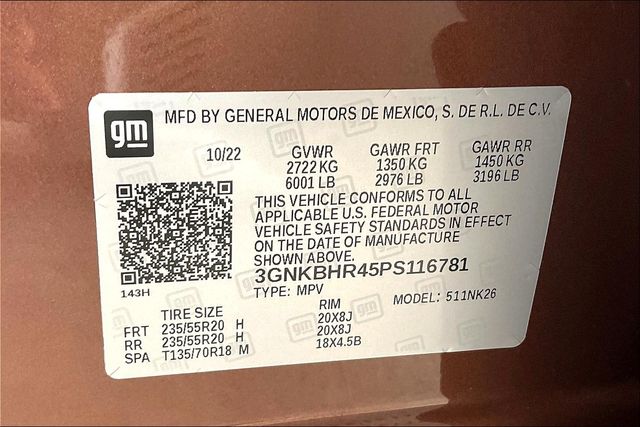 gm
MFD BY GENERAL MOTORS DE MEXICO, S. DE R.L. DE C.V.
10/22
GVWR GAWR FRT GAWR RR
2722 KG 1350 KG 1450 KG
6001 LB 2976 LB 3196 LB
THIS VEHICLE CONFORMS TO ALL
APPLICABLE U.S. FEDERAL MOTOR
VEHICLE SAFETY STANDARDS IN EFFECT
ON THE DATE OF MANUFACTURE
SHOWN ABOVE.
3GNKBHR45PS116781
143H
TYPE: MPV MODEL: 511NK26
TIRE SIZE RIM
FRT 235/55R20 H 20X8J
RR 235/55R20 H 20X8J
SPA T135/70R18 M 18X4.5B